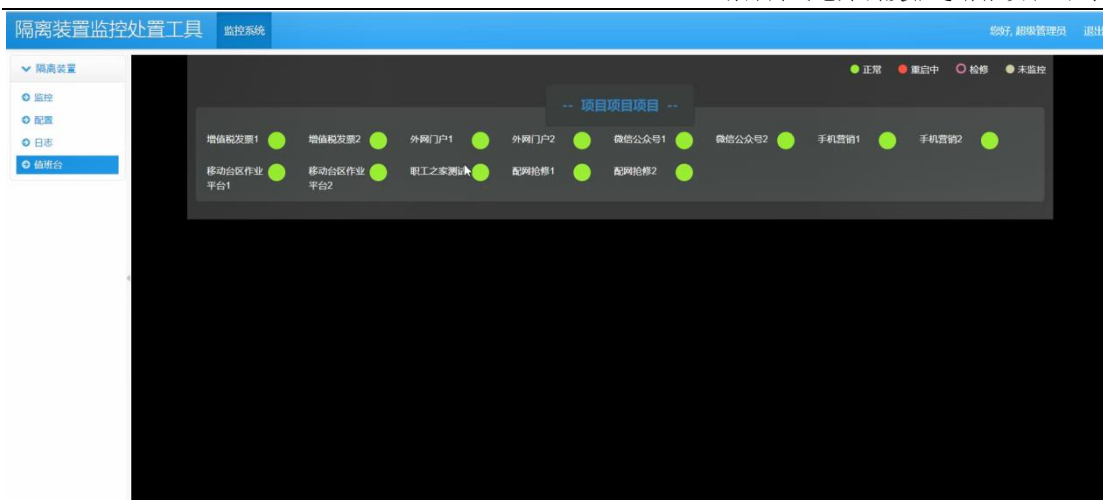 隔离装置监控处置工具 监控系统 您好, 超级管理员 退出
隔离装置
监控
配置
日志
值班台
正常 重启中 检修 未监控
-- 项目项目项目 --
增值税发票1 增值税发票2 外网门户1 外网门户2 微信公众号1 微信公众号2 手机营销1 手机营销2
移动台区作业平台1 移动台区作业平台2 职工之家测试 配网抢修1 配网抢修2